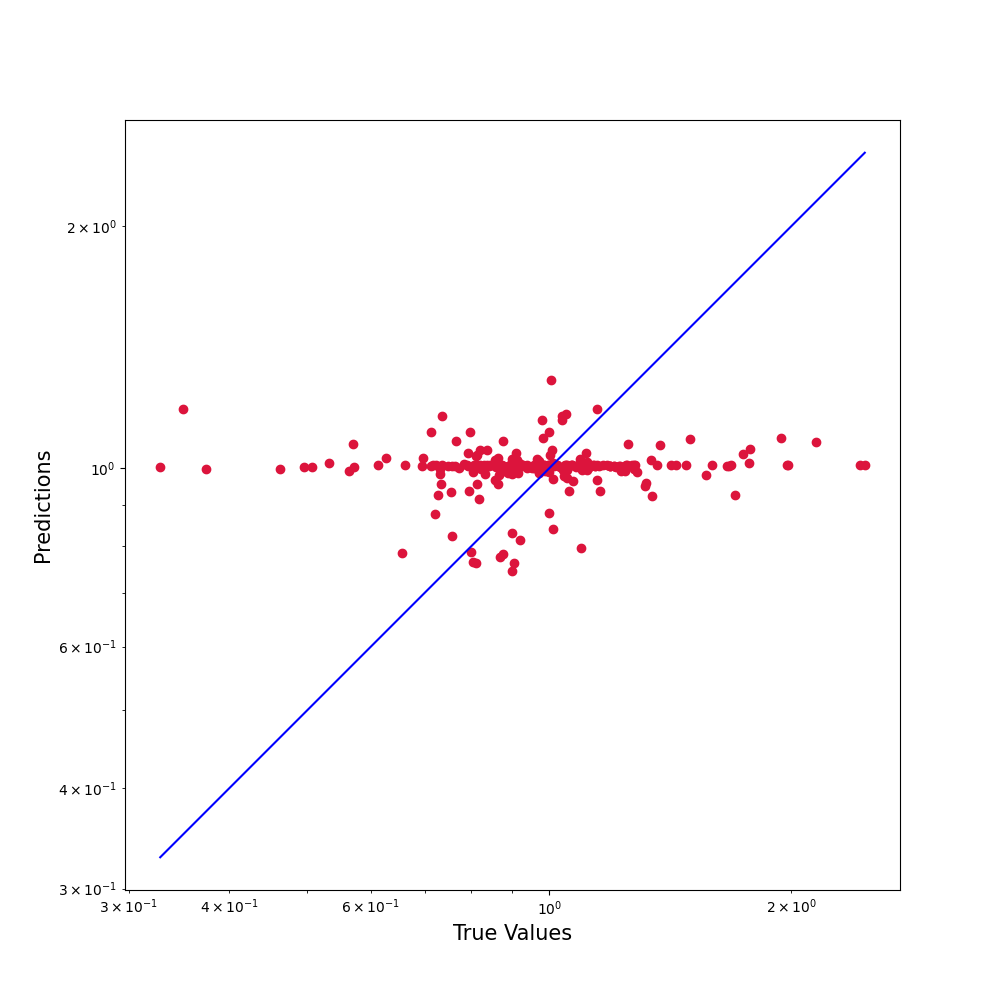 Predictions
2 × 10⁰
10⁰
6 × 10⁻¹
4 × 10⁻¹
3 × 10⁻¹
3 × 10⁻¹ 4 × 10⁻¹ 6 × 10⁻¹ 10⁰ 2 × 10⁰
True Values